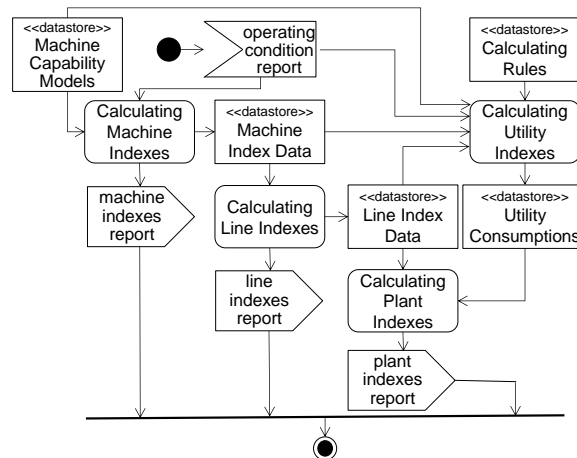 <<datastore>>
Machine
Capability
Models
operating
condition
report
<<datastore>>
Calculating
Rules
Calculating
Machine
Indexes
<<datastore>>
Machine
Index Data
Calculating
Utility
Indexes
machine
indexes
report
Calculating
Line Indexes
<<datastore>>
Line Index
Data
<<datastore>>
Utility
Consumptions
line
indexes
report
Calculating
Plant
Indexes
plant
indexes
report